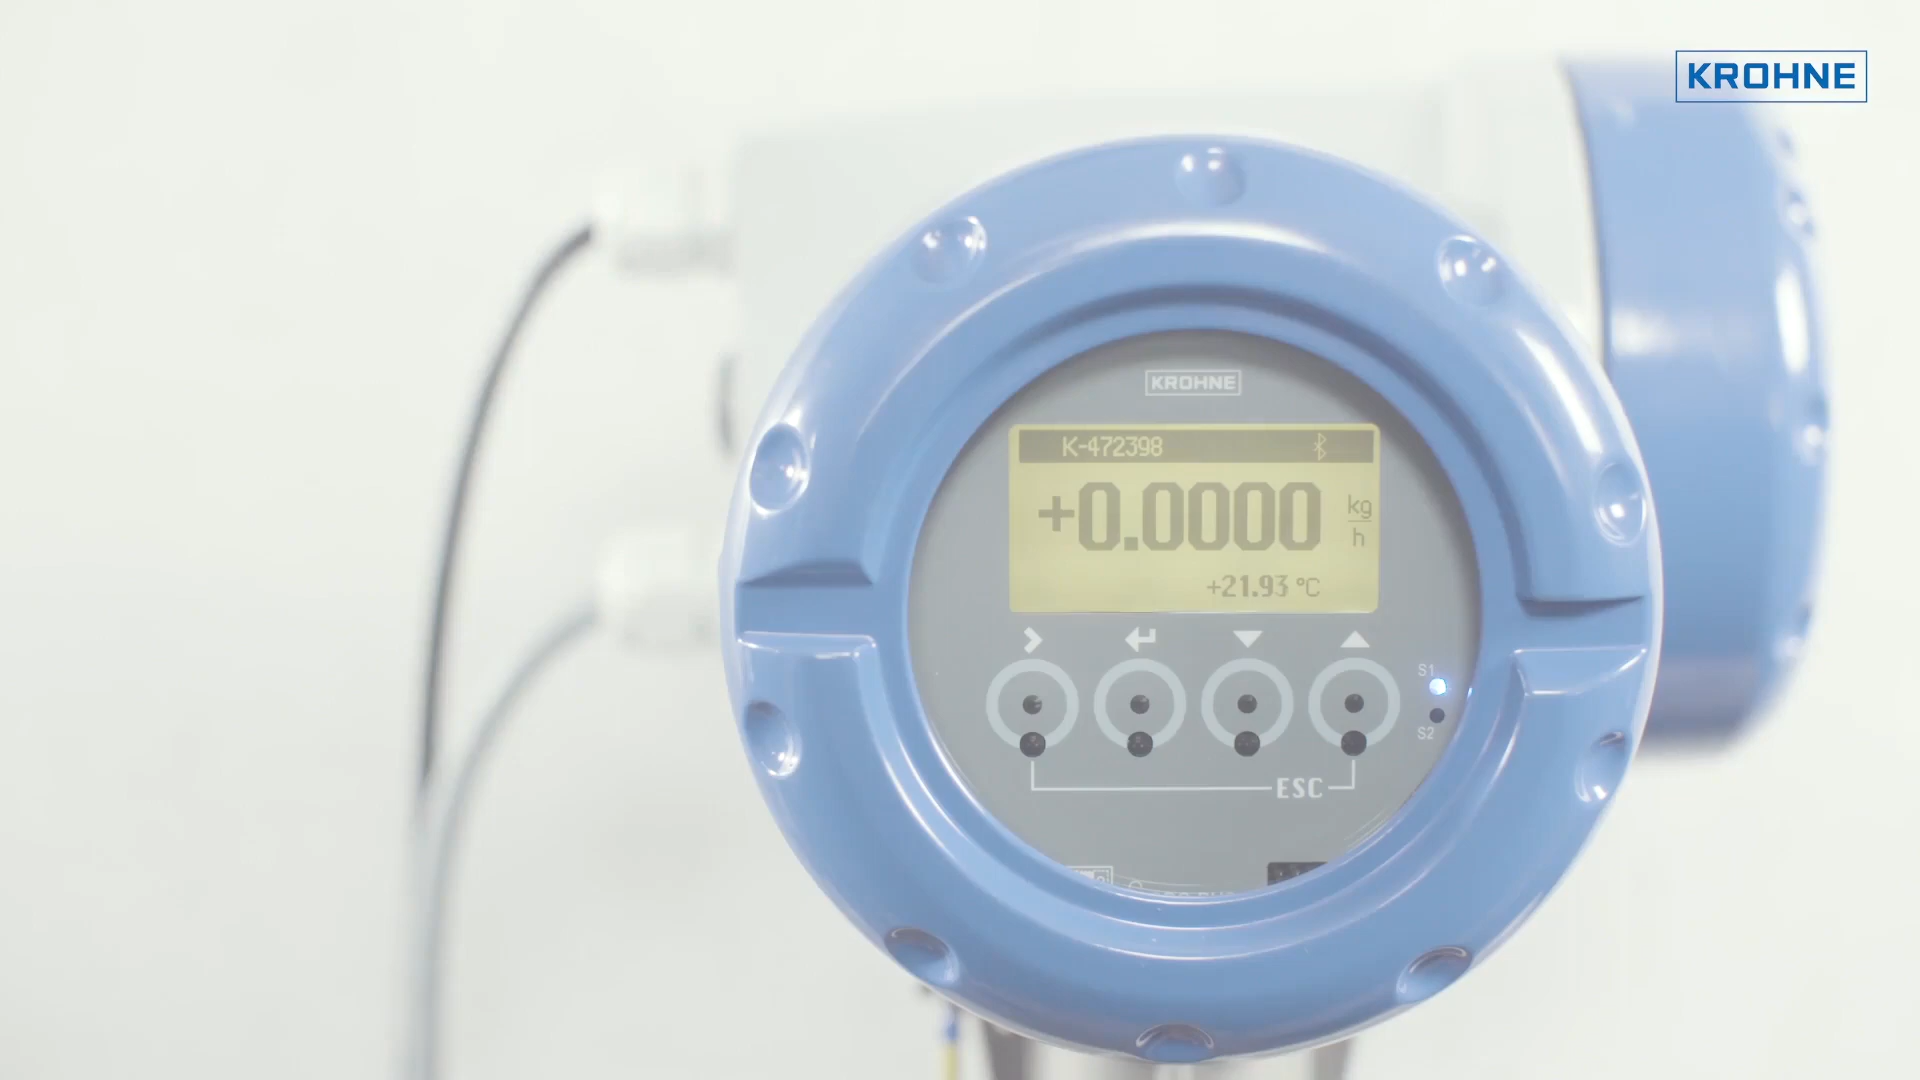 KROHNE
KROHNE
K-472398
+0.0000 kg/h
+21.93 °C
S1
S2
ESC